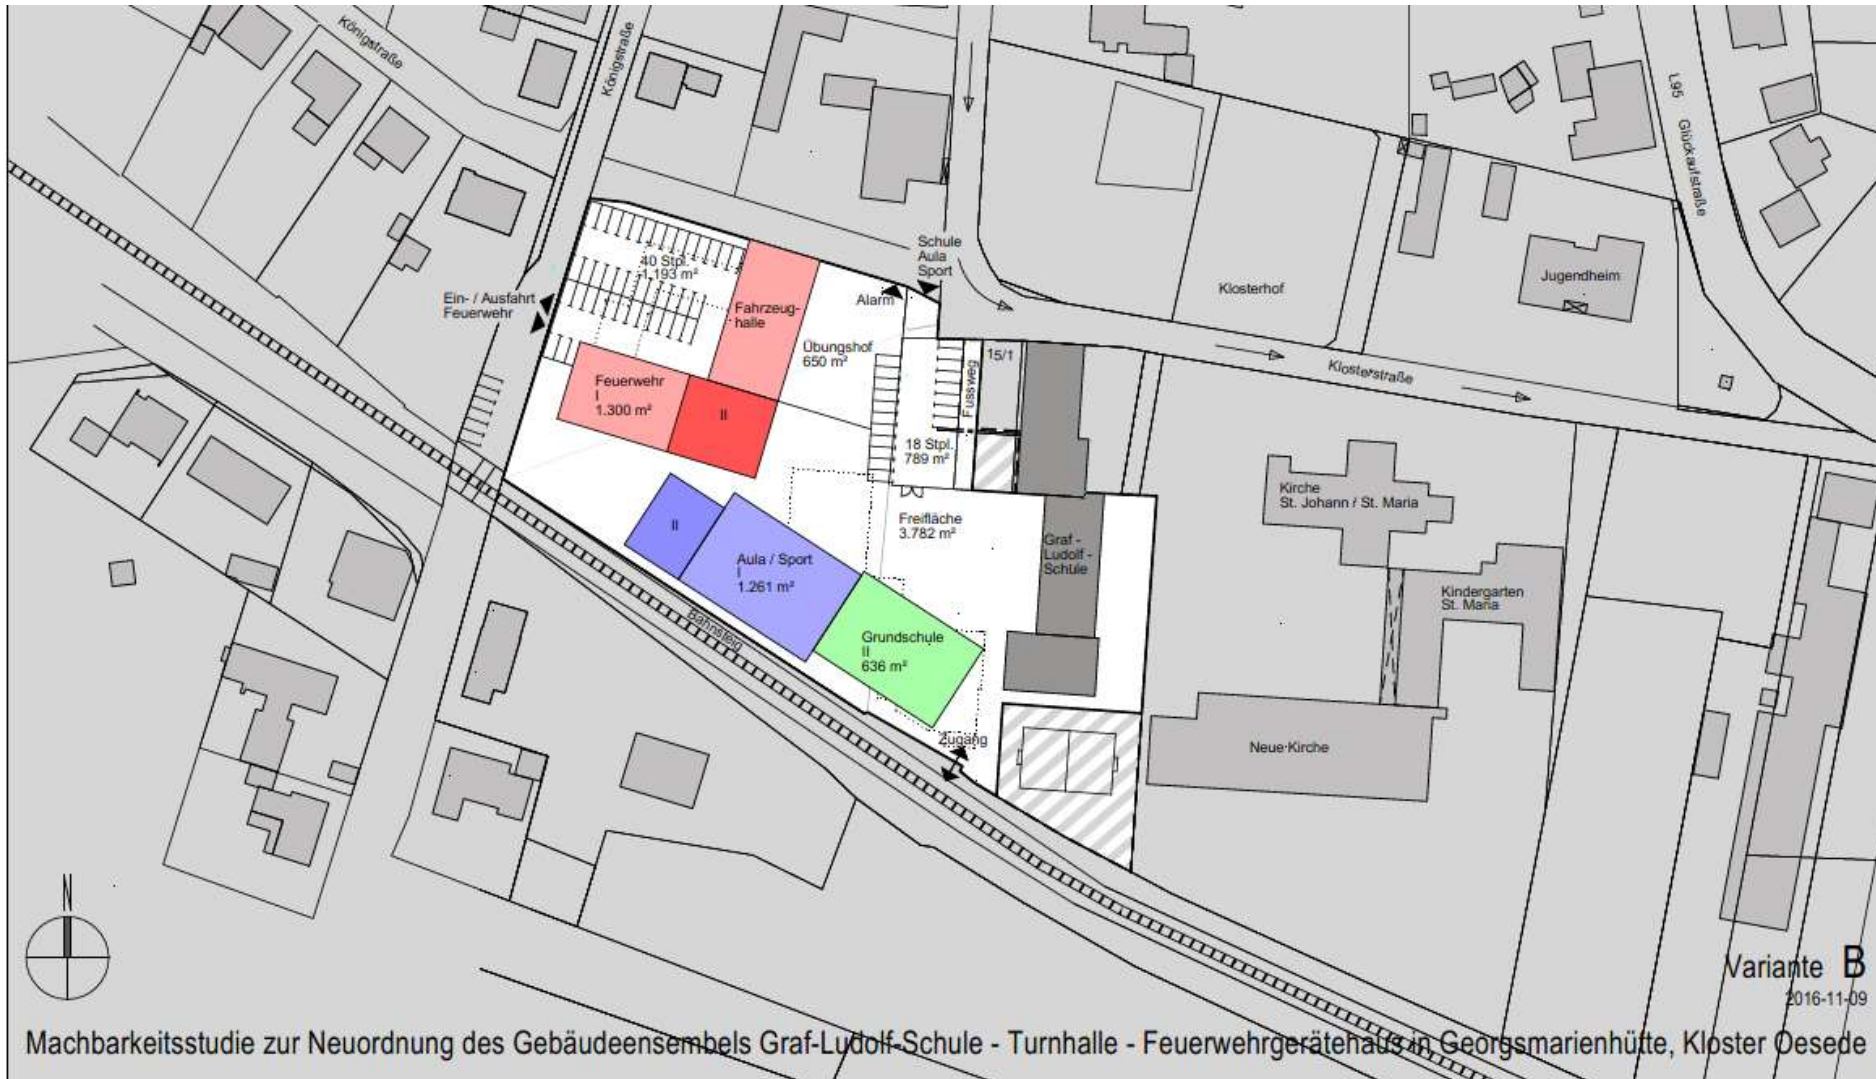 Königstraße
Königstraße
L95 Glückaufstraße
40 Stpl.
1.193 m²
Schule
Aula
Sport
Ein- / Ausfahrt
Feuerwehr
Alarm
Fahrzeug-
halle
Klosterhof
Jugendheim
Übungshof
650 m²
15/1
Fussweg
Klosterstraße
Feuerwehr
I
1.300 m²
II
18 Stpl.
789 m²
Kirche
St. Johann / St. Maria
Freifläche
3.782 m²
II
Graf -
Ludolf -
Schule
Aula / Sport
I
1.261 m²
Kindergarten
St. Maria
Bahnsteig
Grundschule
II
636 m²
Zugang
Neue Kirche
N
Variante B
2016-11-09
Machbarkeitsstudie zur Neuordnung des Gebäudeensembels Graf-Ludolf-Schule - Turnhalle - Feuerwehrgerätehaus in Georgsmarienhütte, Kloster Oesede